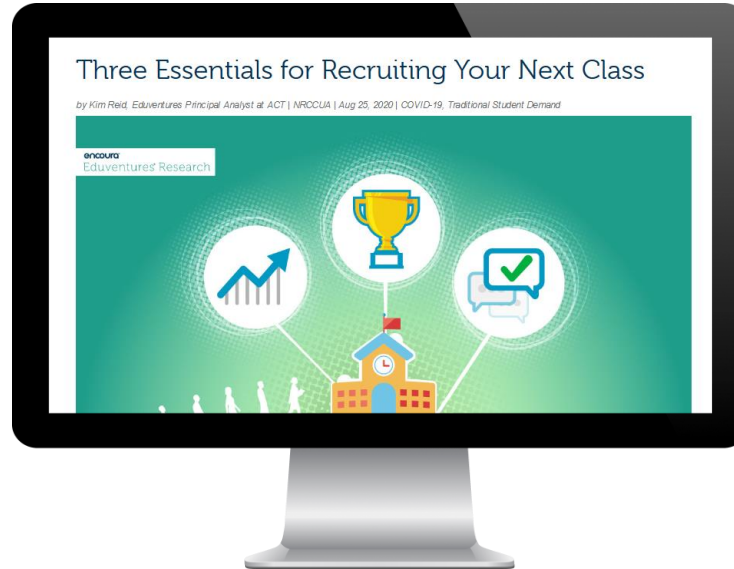 Three Essentials for Recruiting Your Next Class
by Kim Reid, Eduventures Principal Analyst at ACT | NRCCUA | Aug 25, 2020 | COVID-19, Traditional Student Demand
encoura
Eduventures Research